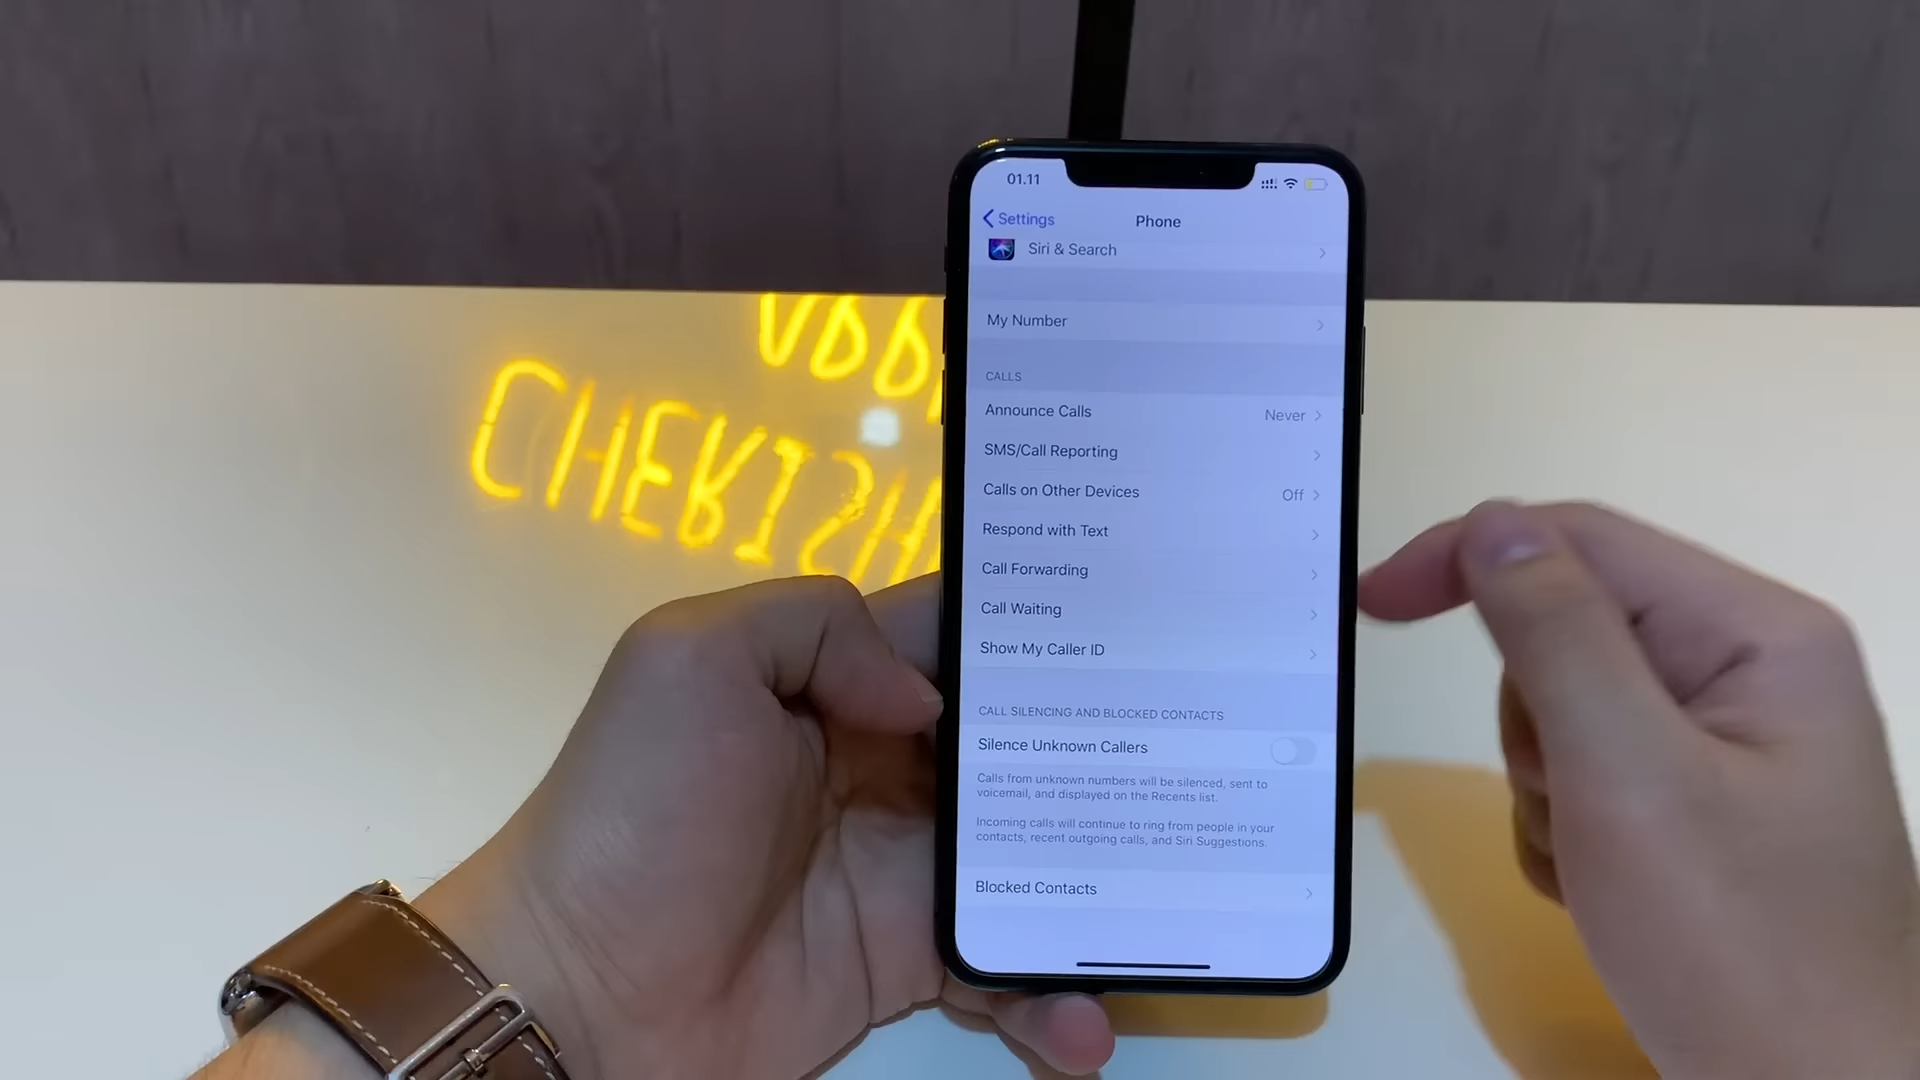 01.11
Settings
Phone
Siri & Search
My Number
CALLS
Announce Calls Never
SMS/Call Reporting
Calls on Other Devices Off
Respond with Text
Call Forwarding
Call Waiting
Show My Caller ID
CALL SILENCING AND BLOCKED CONTACTS
Silence Unknown Callers
Calls from unknown numbers will be silenced, sent to
voicemail, and displayed on the Recents list.
Incoming calls will continue to ring from people in your
contacts, recent outgoing calls, and Siri Suggestions.
Blocked Contacts
CHERISH